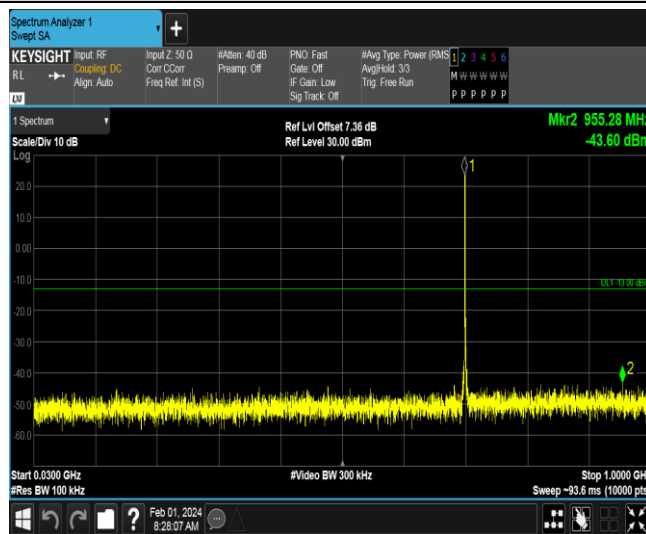 Spectrum Analyzer 1
Swept SA
+
KEYSIGHT Input: RF Input Z: 50 Ω #Atten: 40 dB PNO: Fast #Avg Type: Power (RMS 1 2 3 4 5 6
RL Coupling: DC Corr CCorr Preamp: Off Gate: Off Avg|Hold: 3/3 M W W W W W
Align: Auto Freq Ref: Int (S) IF Gain: Low Trig: Free Run
LXI Sig Track: Off P P P P P P
1 Spectrum Ref Lvl Offset 7.36 dB Mkr2 955.28 MHz
Scale/Div 10 dB Ref Level 30.00 dBm -43.60 dBm
Log
1
20.0
10.0
0.00
-10.0
DL1 -13.00 dBm
-20.0
-30.0
-40.0
2
-50.0
-60.0
Start 0.0300 GHz #Video BW 300 kHz Stop 1.0000 GH
#Res BW 100 kHz Sweep ~93.6 ms (10000 pts
? Feb 01, 2024
8:28:07 AM